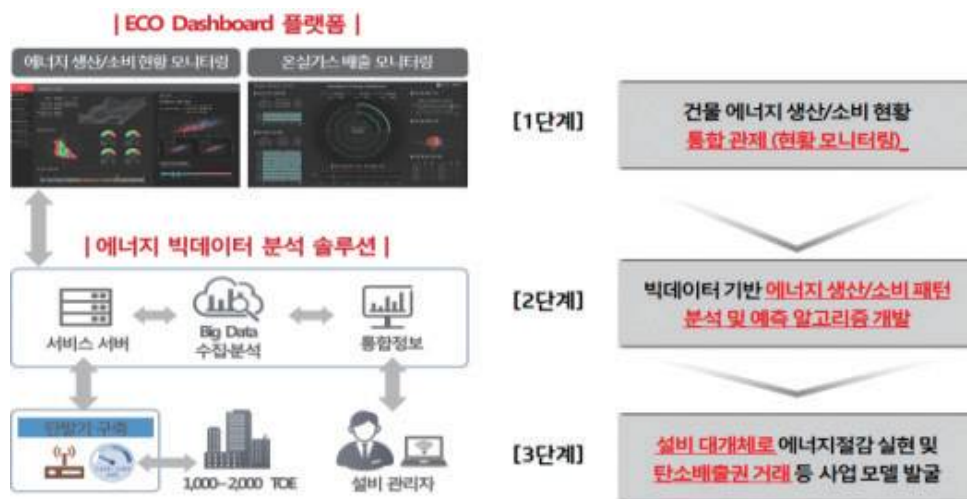 | ECO Dashboard 플랫폼 |
에너지 생산/소비 현황 모니터링
온실가스 배출 모니터링
| 에너지 빅데이터 분석 솔루션 |
서비스 서버
Big Data
수집·분석
통합정보
단말기 구축
1,000~2,000 TOE
설비 관리자
[1단계]
건물 에너지 생산/소비 현황
통합 관제 (현황 모니터링)
[2단계]
빅데이터 기반 에너지 생산/소비 패턴
분석 및 예측 알고리즘 개발
[3단계]
설비 대개체로 에너지절감 실현 및
탄소배출권 거래 등 사업 모델 발굴